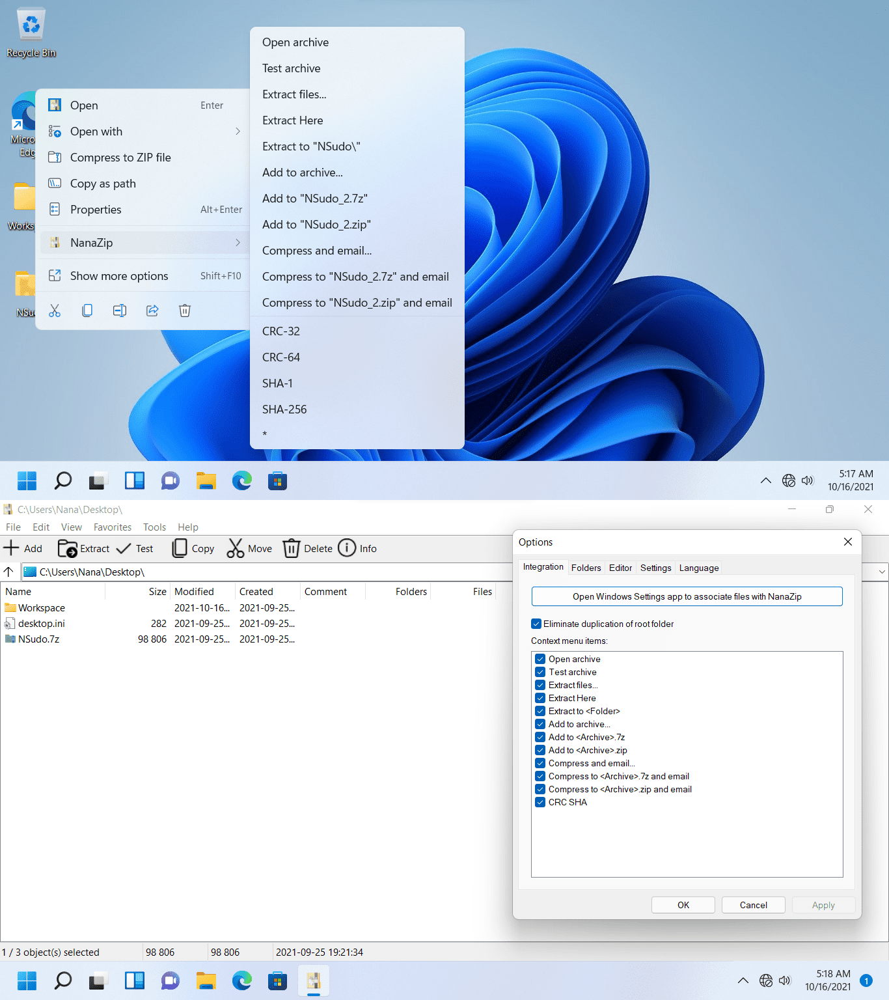 Recycle Bin
Micro
Edg
Works
NSu
Open Enter
Open with
Compress to ZIP file
Copy as path
Properties Alt+Enter
NanaZip
Show more options Shift+F10
Open archive
Test archive
Extract files...
Extract Here
Extract to "NSudo\"
Add to archive...
Add to "NSudo_2.7z"
Add to "NSudo_2.zip"
Compress and email...
Compress to "NSudo_2.7z" and email
Compress to "NSudo_2.zip" and email
CRC-32
CRC-64
SHA-1
SHA-256
*
5:17 AM
10/16/2021
C:\Users\Nana\Desktop\
File Edit View Favorites Tools Help
Add Extract Test Copy Move Delete Info
C:\Users\Nana\Desktop\
Name Size Modified Created Comment Folders Files
Workspace 2021-10-16... 2021-09-25...
desktop.ini 282 2021-09-25... 2021-09-25...
NSudo.7z 98 806 2021-09-25... 2021-09-25...
Options
Integration Folders Editor Settings Language
Open Windows Settings app to associate files with NanaZip
Eliminate duplication of root folder
Context menu items:
Open archive
Test archive
Extract files...
Extract Here
Extract to <Folder>
Add to archive...
Add to <Archive>.7z
Add to <Archive>.zip
Compress and email...
Compress to <Archive>.7z and email
Compress to <Archive>.zip and email
CRC SHA
OK Cancel Apply
1 / 3 object(s) selected 98 806 98 806 2021-09-25 19:21:34
5:18 AM
10/16/2021
1